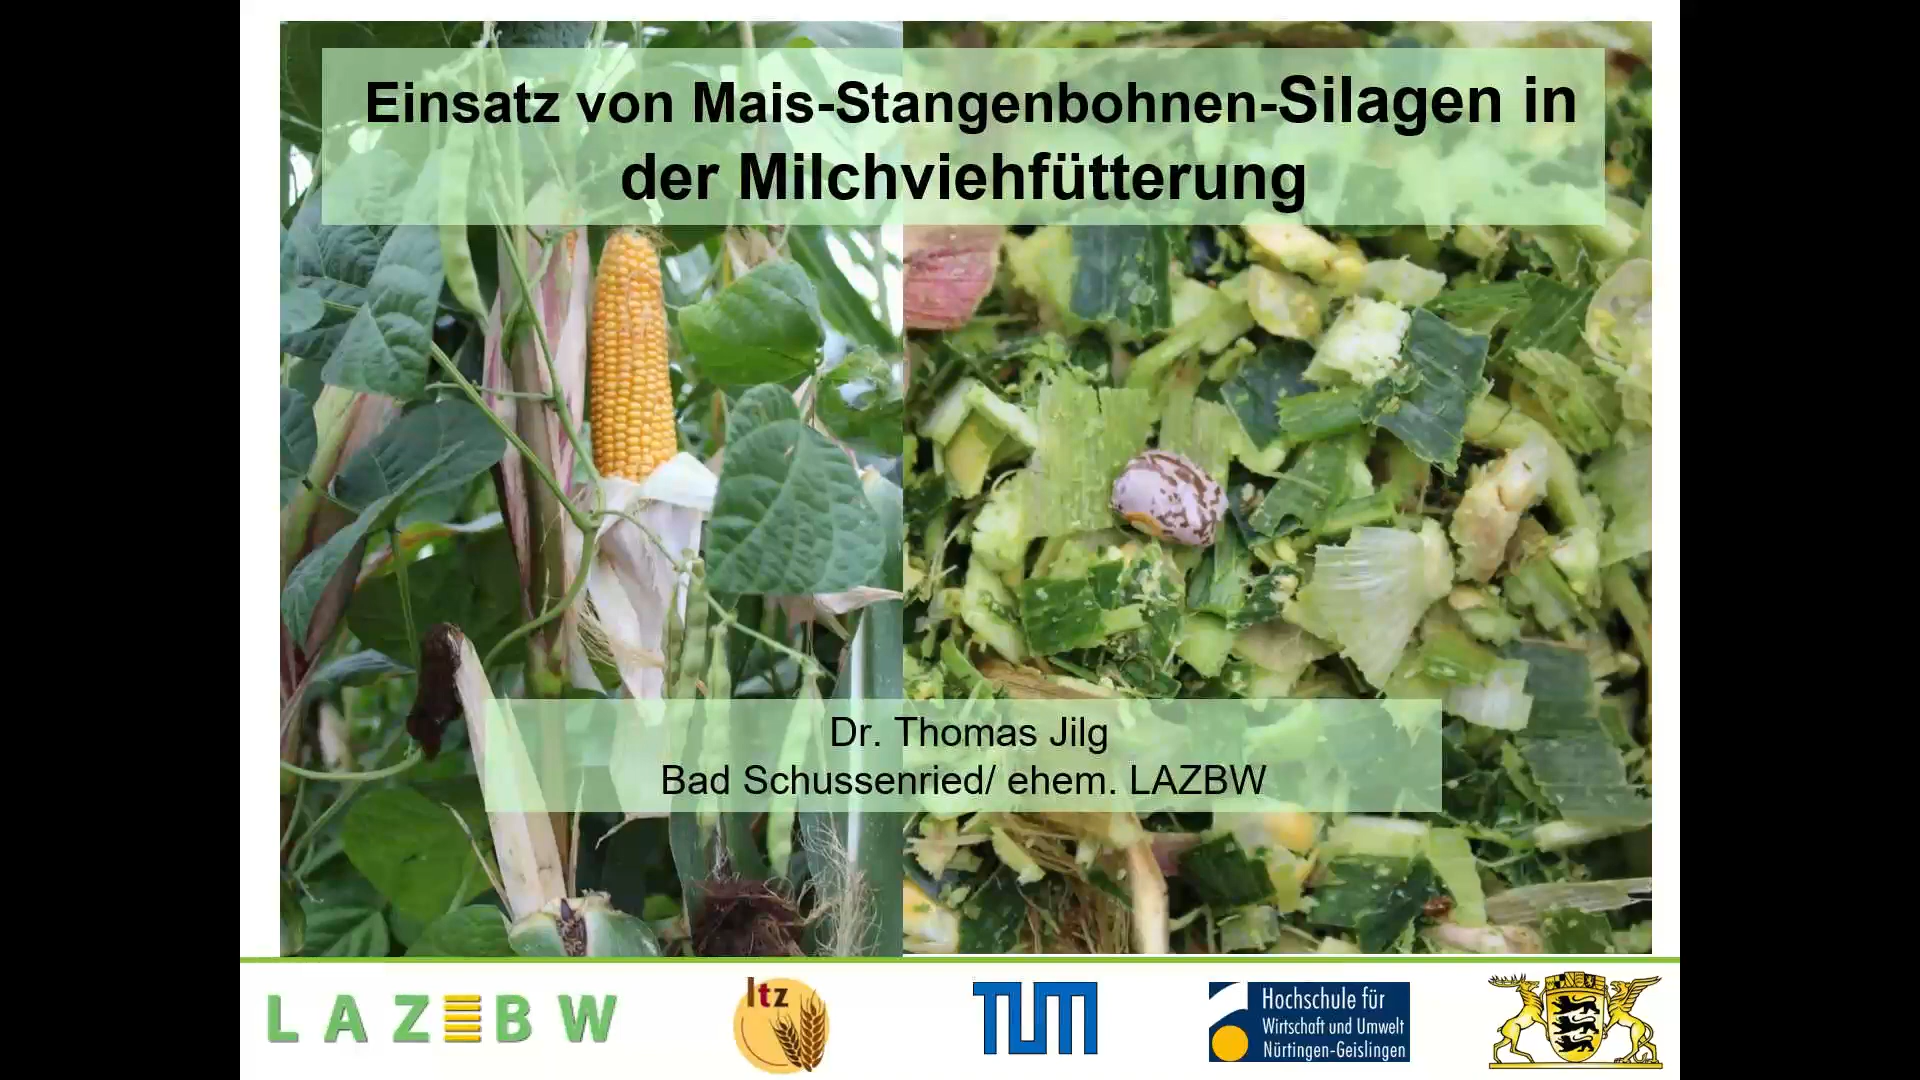 Einsatz von Mais-Stangenbohnen-Silagen in
der Milchviehfütterung
Dr. Thomas Jilg
Bad Schussenried/ ehem. LAZBW
LAZBW
ltz
TUM
Hochschule für
Wirtschaft und Umwelt
Nürtingen-Geislingen